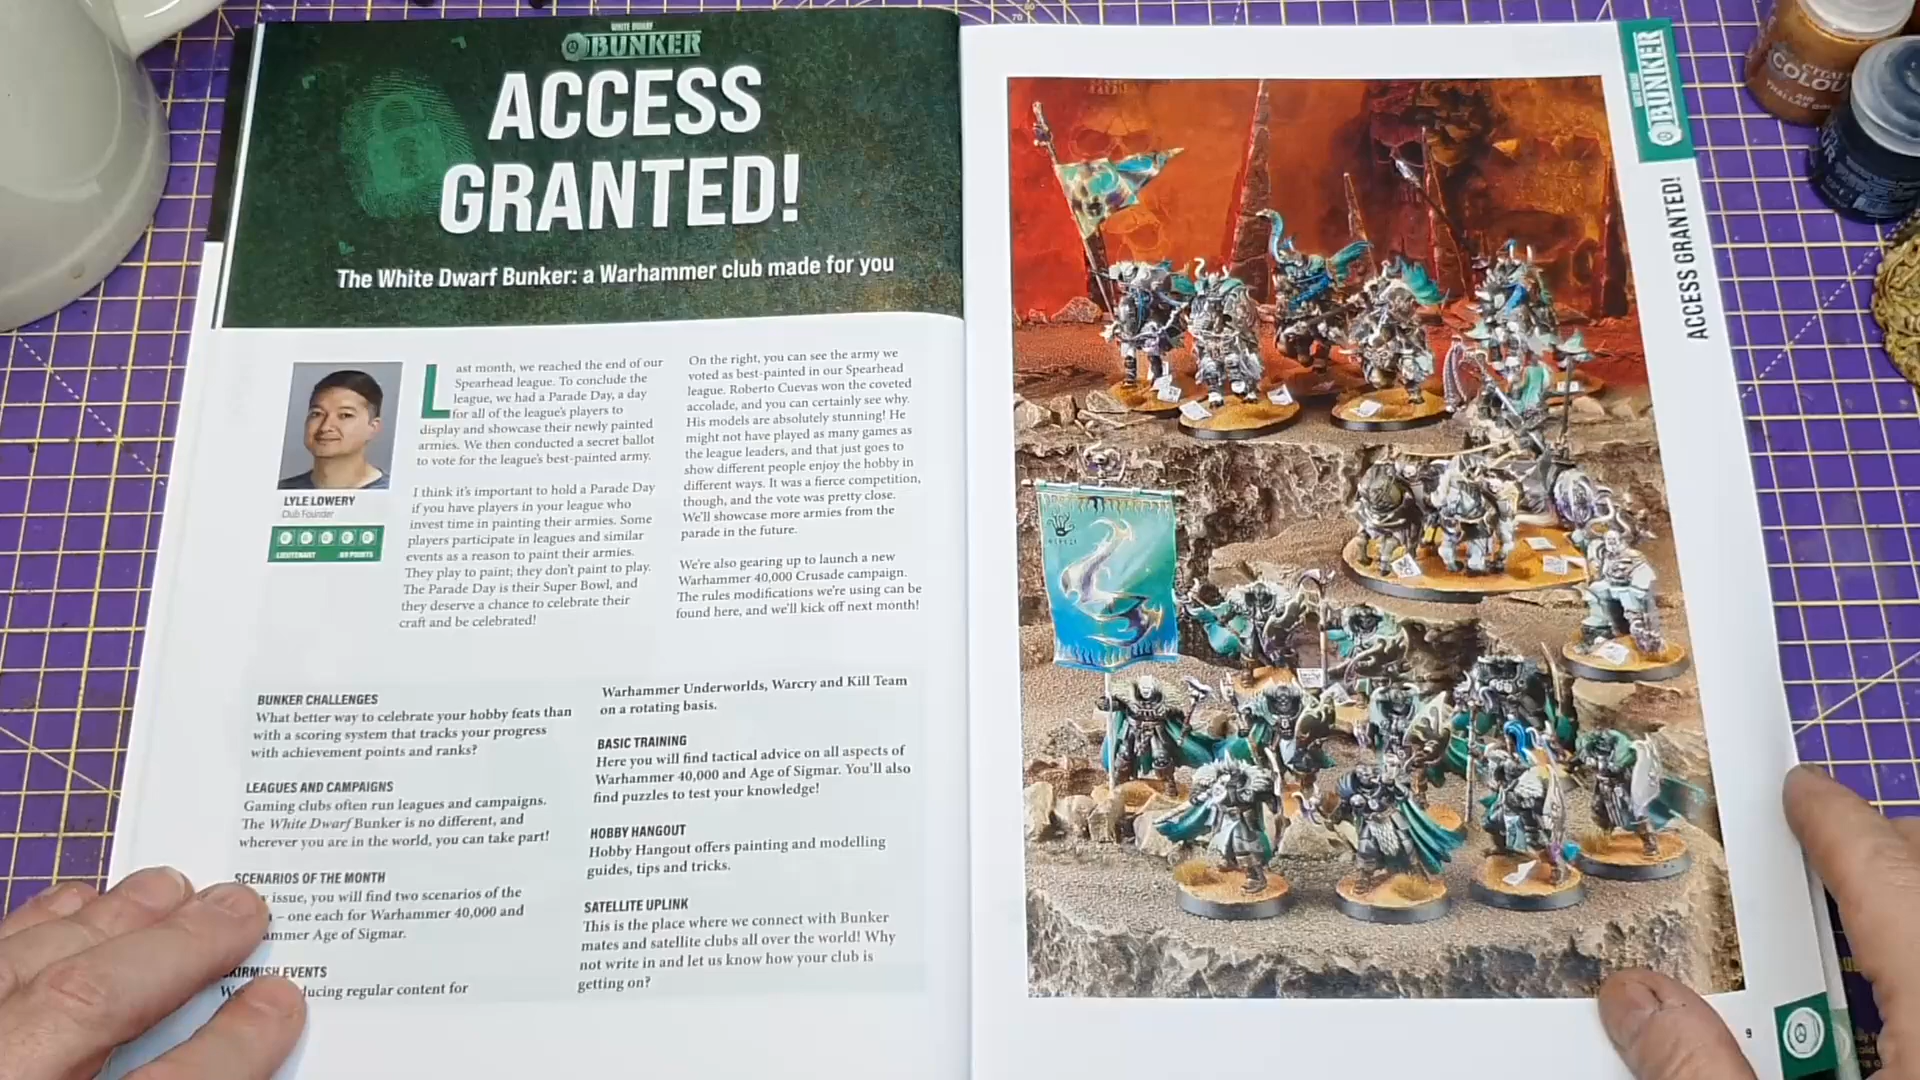 WHITE DWARF
BUNKER
ACCESS
GRANTED!
The White Dwarf Bunker: a Warhammer club made for you
LYLE LOWERY
Club Founder
LIEUTENANT
Last month, we reached the end of our
Spearhead league. To conclude the
league, we had a Parade Day, a day
for all of the league's players to
display and showcase their newly painted
armies. We then conducted a secret ballot
to vote for the league's best-painted army.
I think it's important to hold a Parade Day
if you have players in your league who
invest time in painting their armies. Some
players participate in leagues and similar
events as a reason to paint their armies.
They play to paint; they don't paint to play.
The Parade Day is their Super Bowl, and
they deserve a chance to celebrate their
craft and be celebrated!
On the right, you can see the army we
voted as best-painted in our Spearhead
league. Roberto Cuevas won the coveted
accolade, and you can certainly see why.
His models are absolutely stunning! He
might not have played as many games as
the league leaders, and that just goes to
show different people enjoy the hobby in
different ways. It was a fierce competition,
though, and the vote was pretty close.
We'll showcase more armies from the
parade in the future.
We're also gearing up to launch a new
Warhammer 40,000 Crusade campaign.
The rules modifications we're using can be
found here, and we'll kick off next month!
BUNKER CHALLENGES
What better way to celebrate your hobby feats than
with a scoring system that tracks your progress
with achievement points and ranks?
LEAGUES AND CAMPAIGNS
Gaming clubs often run leagues and campaigns.
The White Dwarf Bunker is no different, and
wherever you are in the world, you can take part!
SCENARIOS OF THE MONTH
issue, you will find two scenarios of the
– one each for Warhammer 40,000 and
ammer Age of Sigmar.
KIRMISH EVENTS
ducing regular content for
Warhammer Underworlds, Warcry and Kill Team
on a rotating basis.
BASIC TRAINING
Here you will find tactical advice on all aspects of
Warhammer 40,000 and Age of Sigmar. You'll also
find puzzles to test your knowledge!
HOBBY HANGOUT
Hobby Hangout offers painting and modelling
guides, tips and tricks.
SATELLITE UPLINK
This is the place where we connect with Bunker
mates and satellite clubs all over the world! Why
not write in and let us know how your club is
getting on?
WHITE DWARF
BUNKER
ACCESS GRANTED!
9
COLOU
AIR